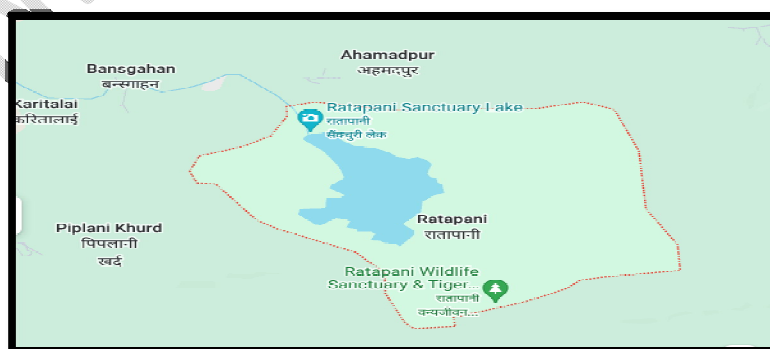 Ahamadpur
अहमदपुर
Bansgahan
बन्सगाहन
Karitalai
करितालाई
Ratapani Sanctuary Lake
रातापानी
सैंक्चुरी लेक
Piplani Khurd
पिपलानी
खुर्द
Ratapani
रातापानी
Ratapani Wildlife
Sanctuary & Tiger...
रातापानी
वन्यजीवन...